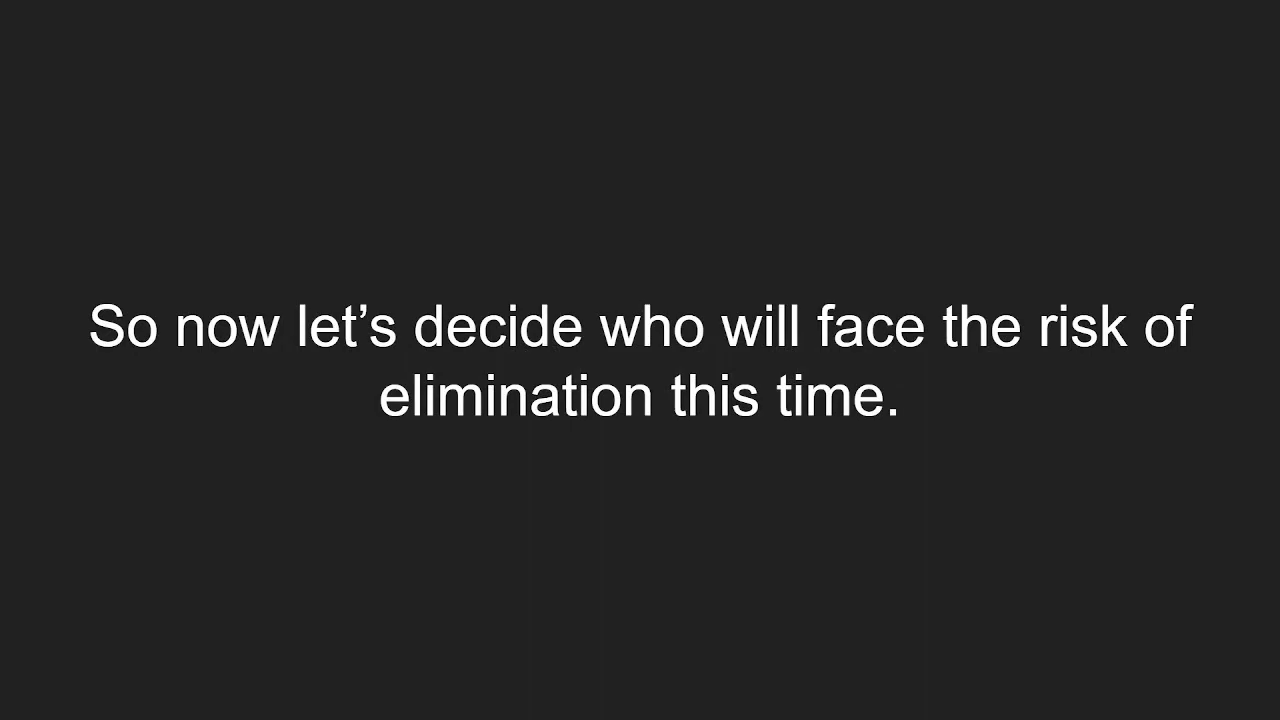 So now let’s decide who will face the risk of
elimination this time.